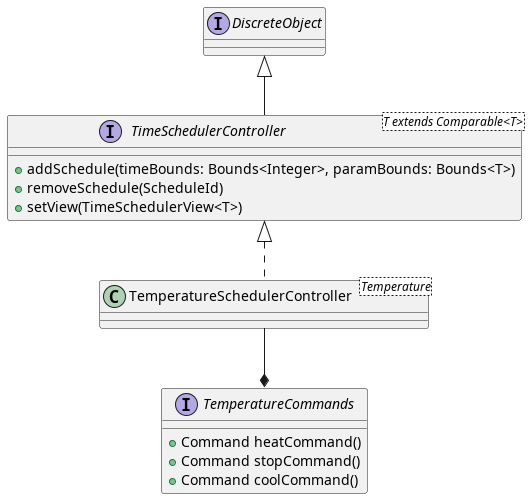 I DiscreteObject
I TimeSchedulerController T extends Comparable<T>
addSchedule(timeBounds: Bounds<Integer>, paramBounds: Bounds<T>)
removeSchedule(ScheduleId)
setView(TimeSchedulerView<T>)
C TemperatureSchedulerController Temperature
I TemperatureCommands
Command heatCommand()
Command stopCommand()
Command coolCommand()